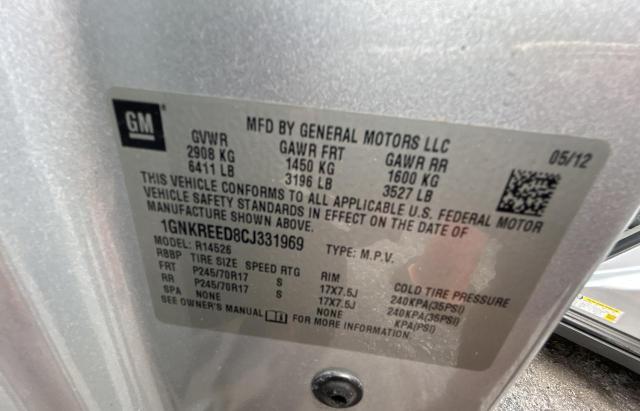 GM
MFD BY GENERAL MOTORS LLC
05/12
GVWR GAWR FRT GAWR RR
2908 KG 1450 KG 1600 KG
6411 LB 3196 LB 3527 LB
THIS VEHICLE CONFORMS TO ALL APPLICABLE U.S. FEDERAL MOTOR
VEHICLE SAFETY STANDARDS IN EFFECT ON THE DATE OF
MANUFACTURE SHOWN ABOVE.
1GNKREED8CJ331969 TYPE: M.P.V.
MODEL: R14526
RBBP TIRE SIZE SPEED RTG RIM COLD TIRE PRESSURE
FRT P245/70R17 S 17X7.5J 240KPA(35PSI)
RR P245/70R17 S 17X7.5J 240KPA(35PSI)
SPA NONE NONE KPA(PSI)
SEE OWNER'S MANUAL FOR MORE INFORMATION